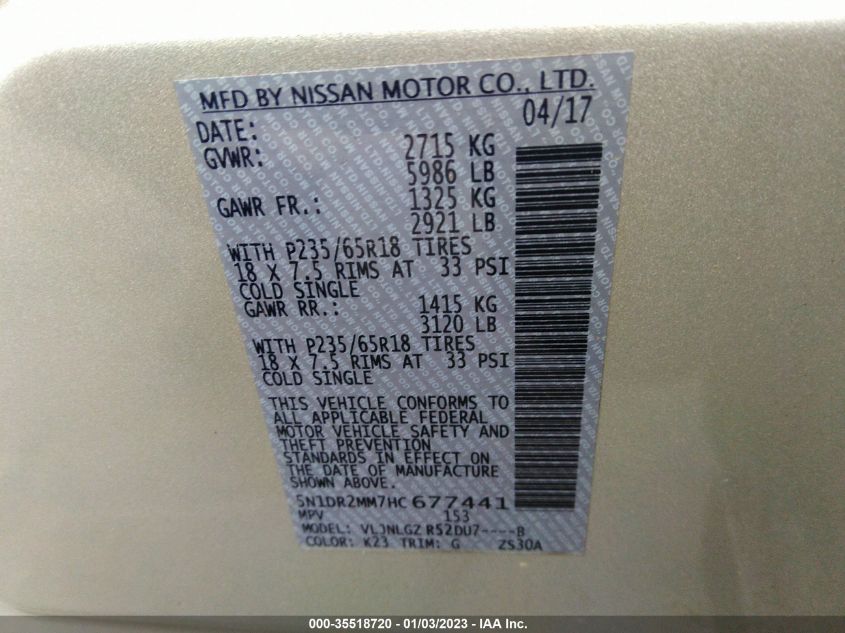 MFD BY NISSAN MOTOR CO., LTD.
DATE: 04/17
GVWR: 2715 KG
5986 LB
GAWR FR.: 1325 KG
2921 LB
WITH P235/65R18 TIRES
18 X 7.5 RIMS AT 33 PSI
COLD SINGLE
GAWR RR.: 1415 KG
3120 LB
WITH P235/65R18 TIRES
18 X 7.5 RIMS AT 33 PSI
COLD SINGLE
THIS VEHICLE CONFORMS TO
ALL APPLICABLE FEDERAL
MOTOR VEHICLE SAFETY AND
THEFT PREVENTION
STANDARDS IN EFFECT ON
THE DATE OF MANUFACTURE
SHOWN ABOVE.
5N1DR2MM7HC677441
MPV 153
MODEL: VLJNLGZ R52DU7----B
COLOR: K23 TRIM: G ZS30A
000-35518720 - 01/03/2023 - IAA Inc.